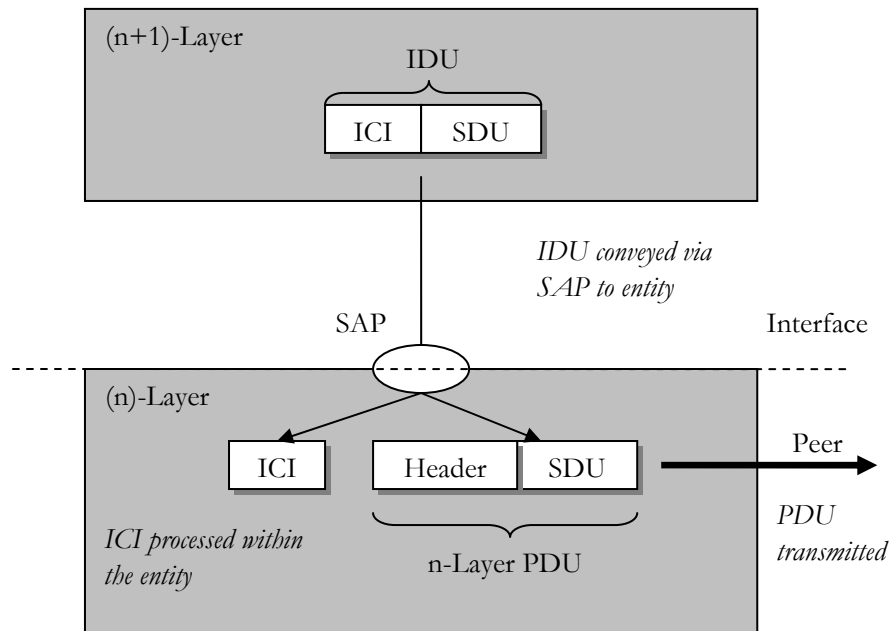 (n+1)-Layer
IDU
ICI
SDU
IDU conveyed via
SAP to entity
SAP
Interface
(n)-Layer
ICI
Header
SDU
Peer
ICI processed within
the entity
n-Layer PDU
PDU
transmitted